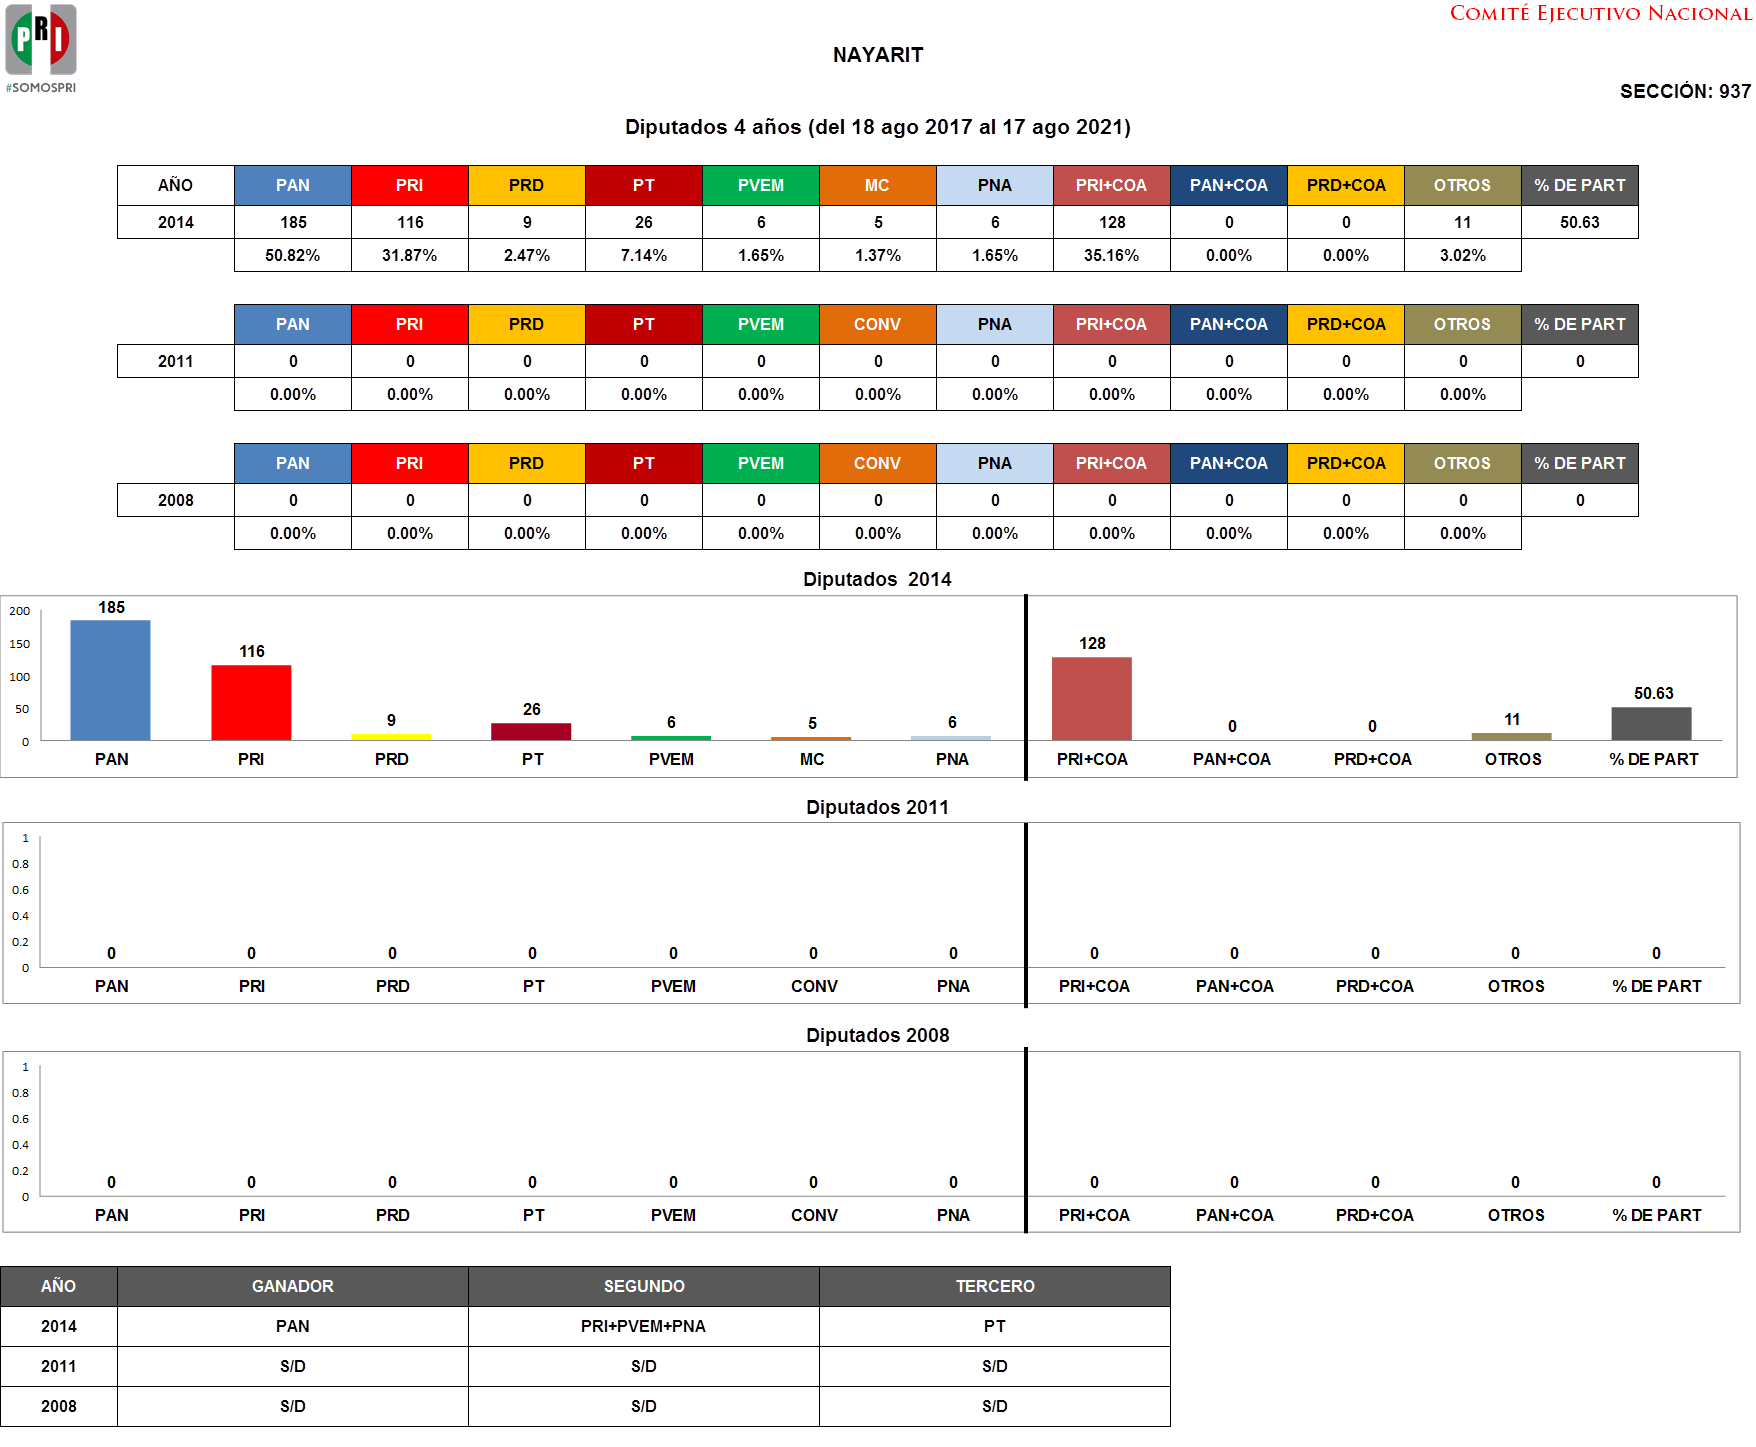 COMITÉ EJECUTIVO NACIONAL
PRI
#SOMOSPRI
NAYARIT
SECCIÓN: 937
Diputados 4 años (del 18 ago 2017 al 17 ago 2021)
AÑO PAN PRI PRD PT PVEM MC PNA PRI+COA PAN+COA PRD+COA OTROS % DE PART
2014 185 116 9 26 6 5 6 128 0 0 11 50.63
50.82% 31.87% 2.47% 7.14% 1.65% 1.37% 1.65% 35.16% 0.00% 0.00% 3.02%
PAN PRI PRD PT PVEM CONV PNA PRI+COA PAN+COA PRD+COA OTROS % DE PART
2011 0 0 0 0 0 0 0 0 0 0 0 0
0.00% 0.00% 0.00% 0.00% 0.00% 0.00% 0.00% 0.00% 0.00% 0.00% 0.00%
PAN PRI PRD PT PVEM CONV PNA PRI+COA PAN+COA PRD+COA OTROS % DE PART
2008 0 0 0 0 0 0 0 0 0 0 0 0
0.00% 0.00% 0.00% 0.00% 0.00% 0.00% 0.00% 0.00% 0.00% 0.00% 0.00%
Diputados 2014
200
150
100
50
0
185 116 9 26 6 5 6 128 0 0 11 50.63
PAN PRI PRD PT PVEM MC PNA PRI+COA PAN+COA PRD+COA OTROS % DE PART
Diputados 2011
1
0.8
0.6
0.4
0.2
0
0 0 0 0 0 0 0 0 0 0 0 0
PAN PRI PRD PT PVEM CONV PNA PRI+COA PAN+COA PRD+COA OTROS % DE PART
Diputados 2008
1
0.8
0.6
0.4
0.2
0
0 0 0 0 0 0 0 0 0 0 0 0
PAN PRI PRD PT PVEM CONV PNA PRI+COA PAN+COA PRD+COA OTROS % DE PART
AÑO GANADOR SEGUNDO TERCERO
2014 PAN PRI+PVEM+PNA PT
2011 S/D S/D S/D
2008 S/D S/D S/D